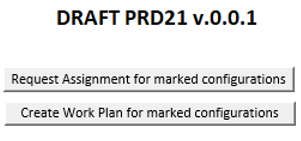 DRAFT PRD21 v.0.0.1
Request Assignment for marked configurations
Create Work Plan for marked configurations